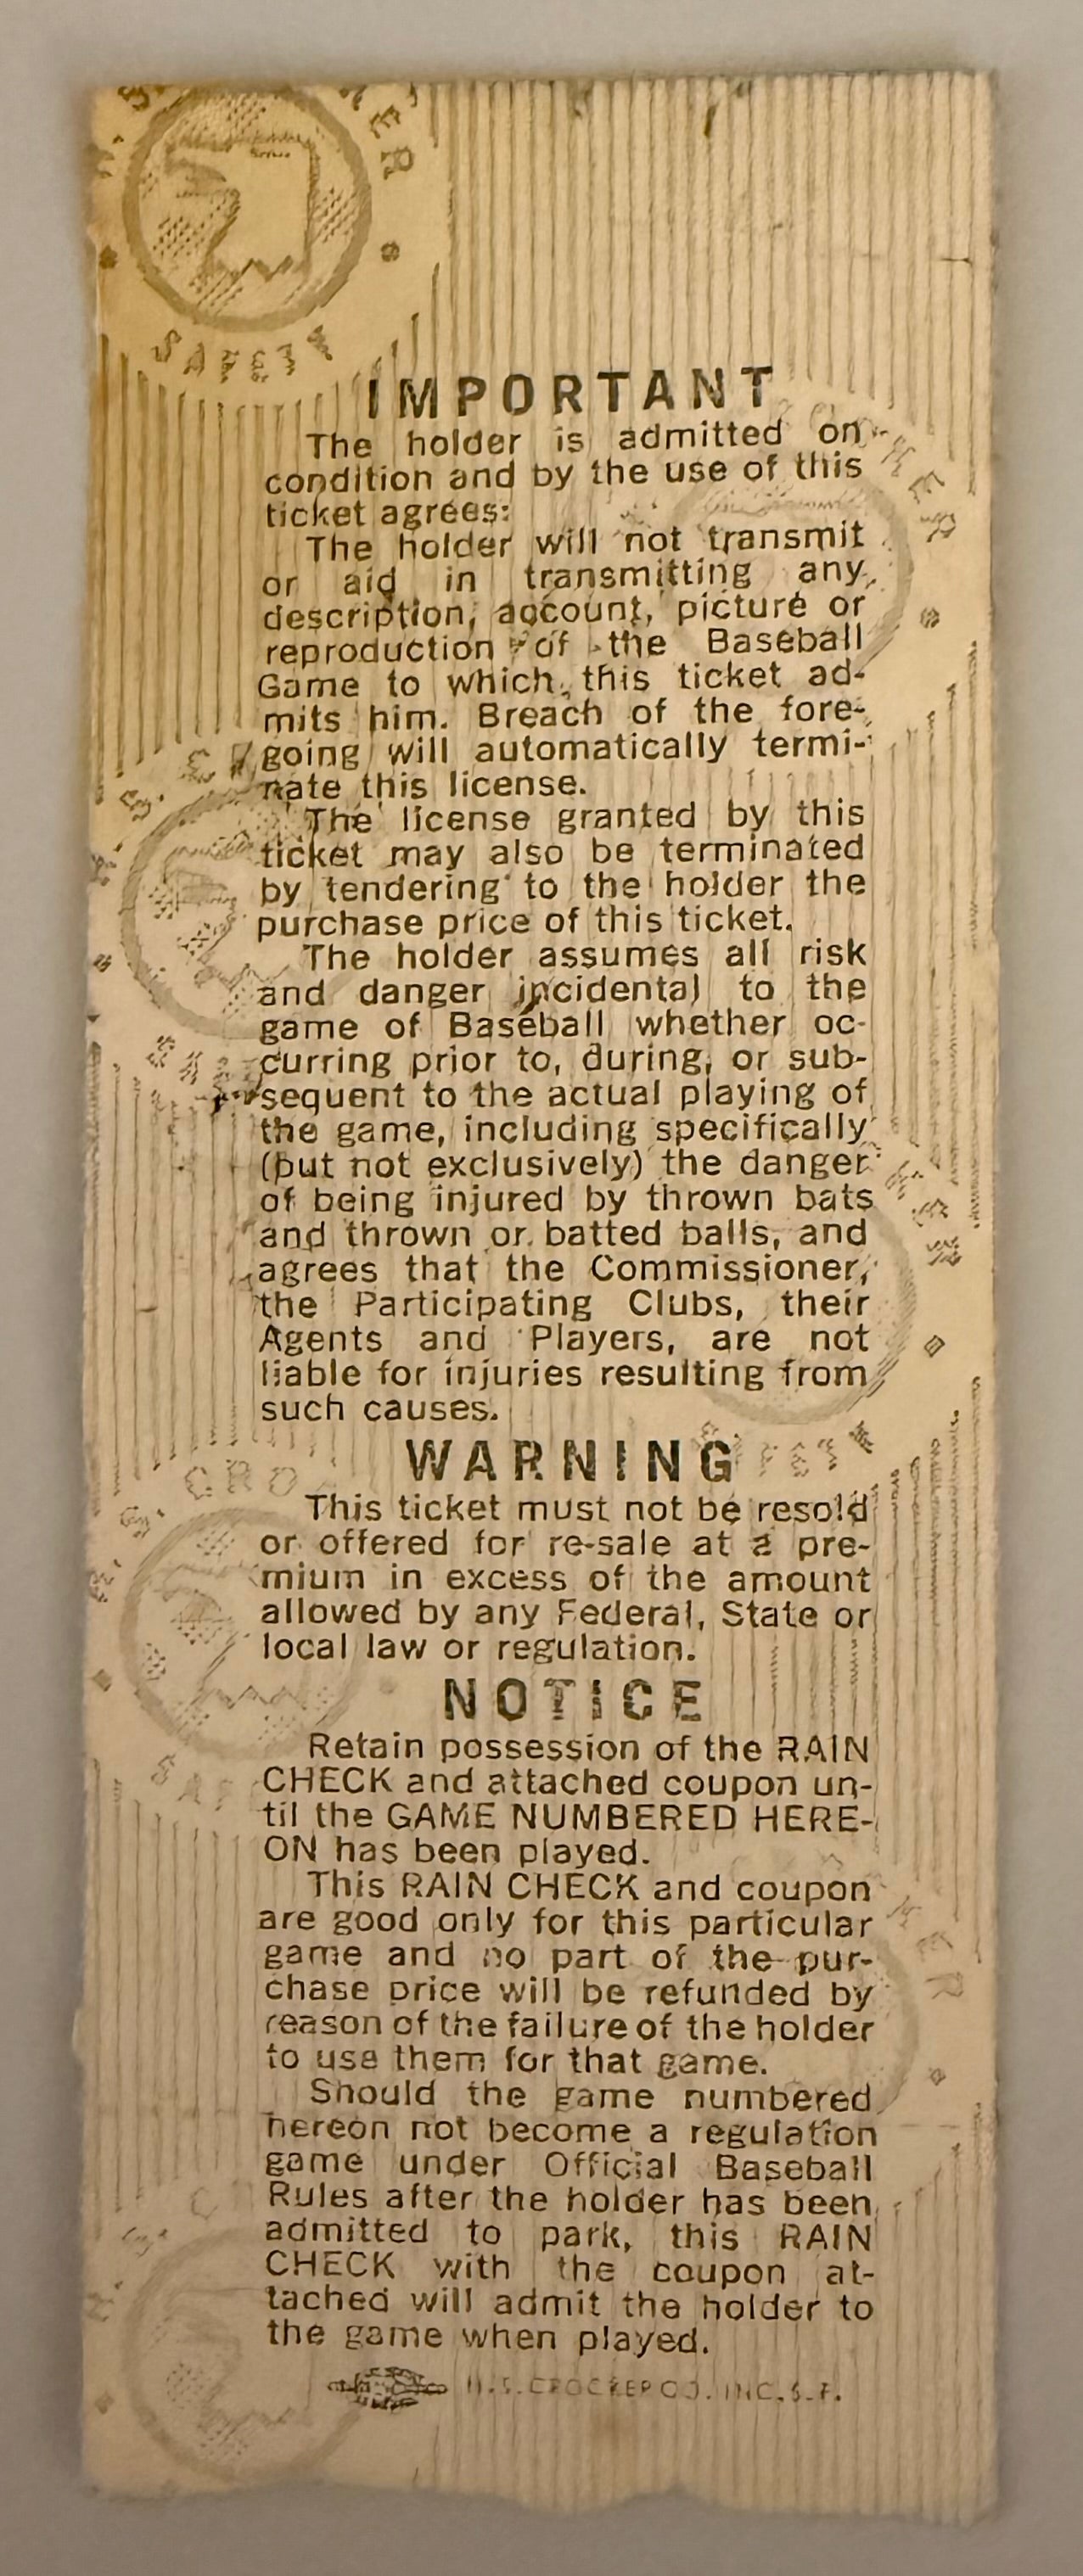 ER
SAFETY
IMPORTANT
The holder is admitted on
condition and by the use of this
ticket agrees:
The holder will not transmit
or aid in transmitting any
description, account, picture or
reproduction of the Baseball
Game to which this ticket ad-
mits him. Breach of the fore-
going will automatically termi-
nate this license.
The license granted by this
ticket may also be terminated
by tendering to the holder the
purchase price of this ticket.
The holder assumes all risk
and danger incidental to the
game of Baseball whether oc-
curring prior to, during, or sub-
sequent to the actual playing of
the game, including specifically
(but not exclusively) the danger
of being injured by thrown bats
and thrown or batted balls, and
agrees that the Commissioner,
the Participating Clubs, their
Agents and Players, are not
liable for injuries resulting from
such causes.
WARNING
This ticket must not be resold
or offered for re-sale at a pre-
mium in excess of the amount
allowed by any Federal, State or
local law or regulation.
NOTICE
Retain possession of the RAIN
CHECK and attached coupon un-
til the GAME NUMBERED HERE-
ON has been played.
This RAIN CHECK and coupon
are good only for this particular
game and no part of the pur-
chase price will be refunded by
reason of the failure of the holder
to use them for that game.
Should the game numbered
hereon not become a regulation
game under Official Baseball
Rules after the holder has been
admitted to park, this RAIN
CHECK with the coupon at-
tached will admit the holder to
the game when played.
H.S. CROCKER CO. INC. S.F.